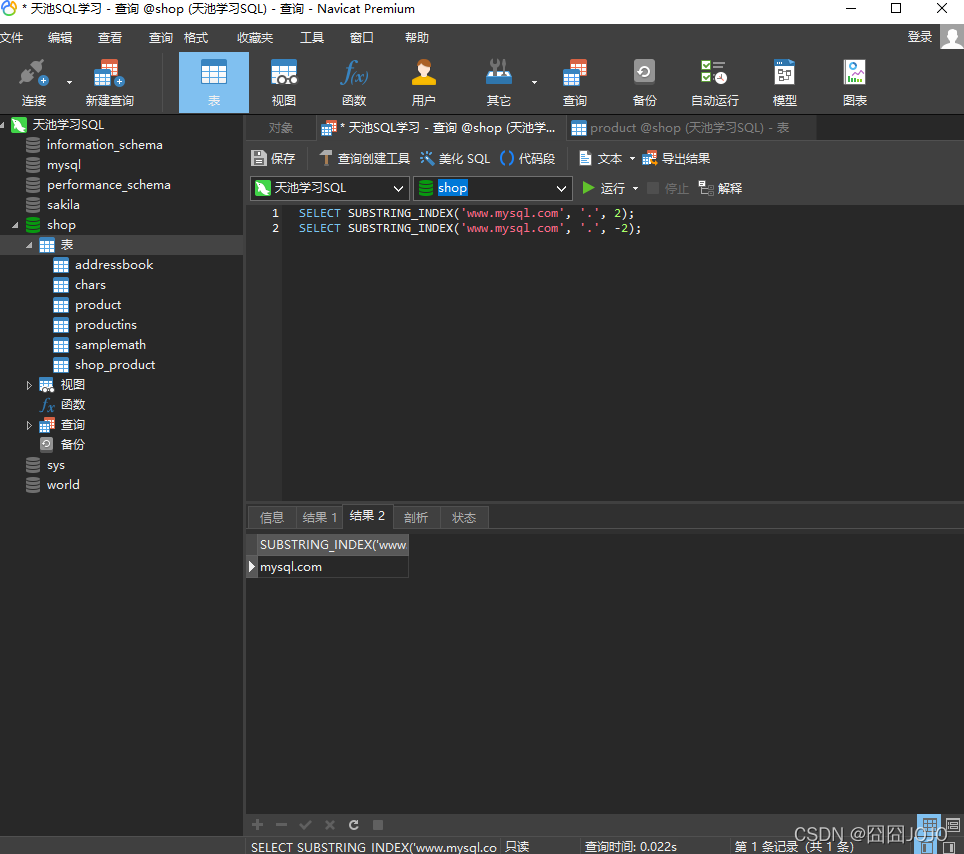 * 天池SQL学习 - 查询 @shop (天池学习SQL) - 查询 - Navicat Premium
文件 编辑 查看 查询 格式 收藏夹 工具 窗口 帮助 登录
连接 新建查询 表 视图 函数 用户 其它 查询 备份 自动运行 模型 图表
天池学习SQL
information_schema
mysql
performance_schema
sakila
shop
表
addressbook
chars
product
productins
samplemath
shop_product
视图
函数
查询
备份
sys
world
对象 * 天池SQL学习 - 查询 @shop (天池学... product @shop (天池学习SQL) - 表
保存 查询创建工具 美化 SQL 代码段 文本 导出结果
天池学习SQL shop 运行 停止 解释
1 SELECT SUBSTRING_INDEX('www.mysql.com', '.', 2);
2 SELECT SUBSTRING_INDEX('www.mysql.com', '.', -2);
信息 结果 1 结果 2 剖析 状态
SUBSTRING_INDEX('www
mysql.com
SELECT SUBSTRING_INDEX('www.mysql.co 只读 查询时间: 0.022s 第 1 条记录 (共 1 条)
CSDN @囧囧JOJO